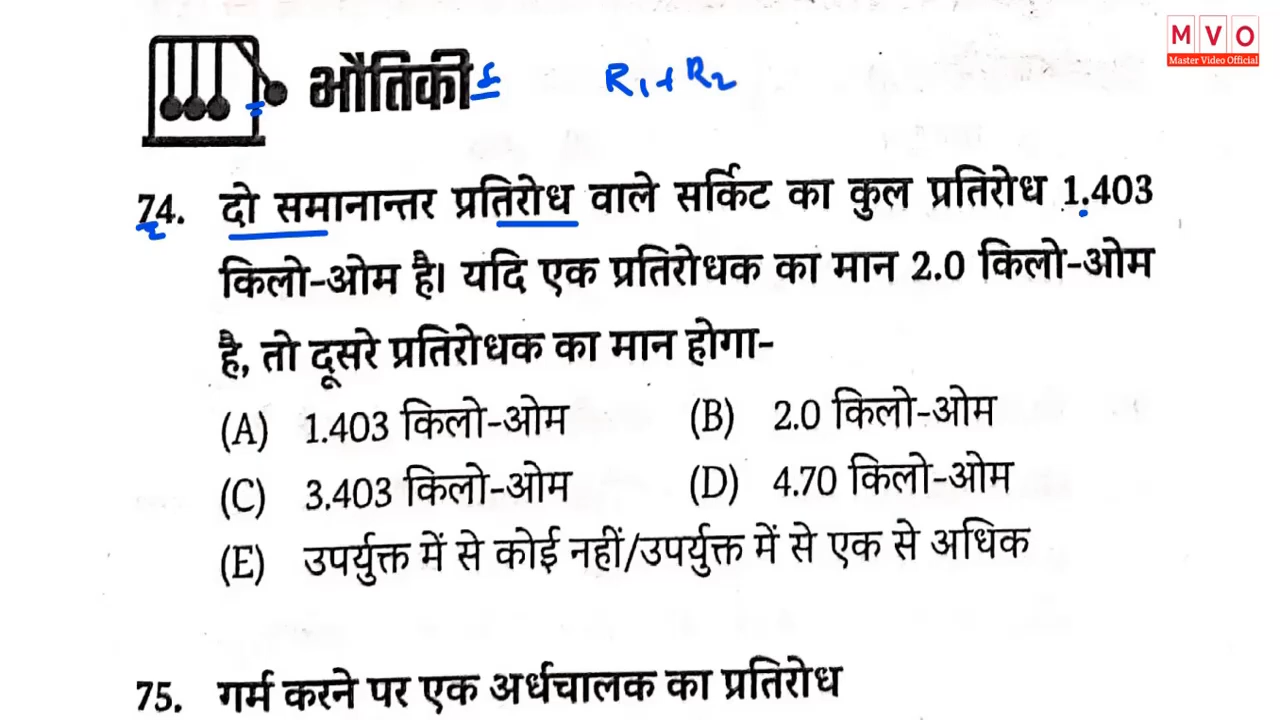 M V O
Master Video Official
भौतिकी
R₁ + R₂
74. दो समानान्तर प्रतिरोध वाले सर्किट का कुल प्रतिरोध 1.403
किलो-ओम है। यदि एक प्रतिरोधक का मान 2.0 किलो-ओम
है, तो दूसरे प्रतिरोधक का मान होगा-
(A) 1.403 किलो-ओम (B) 2.0 किलो-ओम
(C) 3.403 किलो-ओम (D) 4.70 किलो-ओम
(E) उपर्युक्त में से कोई नहीं/उपर्युक्त में से एक से अधिक
75. गर्म करने पर एक अर्धचालक का प्रतिरोध